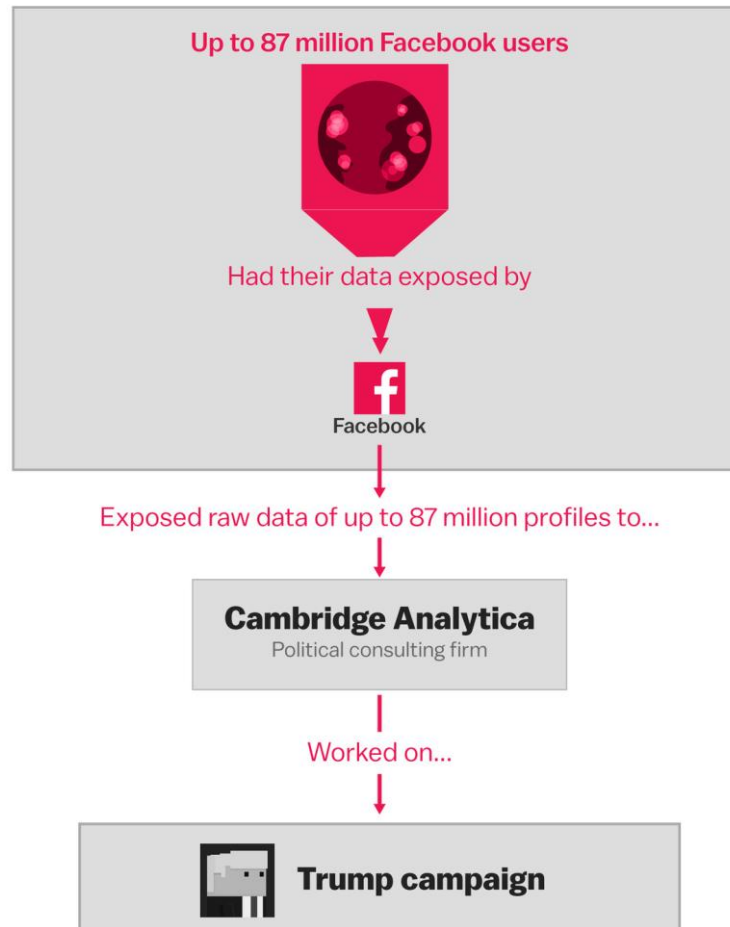 Up to 87 million Facebook users
Had their data exposed by
Facebook
Exposed raw data of up to 87 million profiles to...
Cambridge Analytica
Political consulting firm
Worked on...
Trump campaign